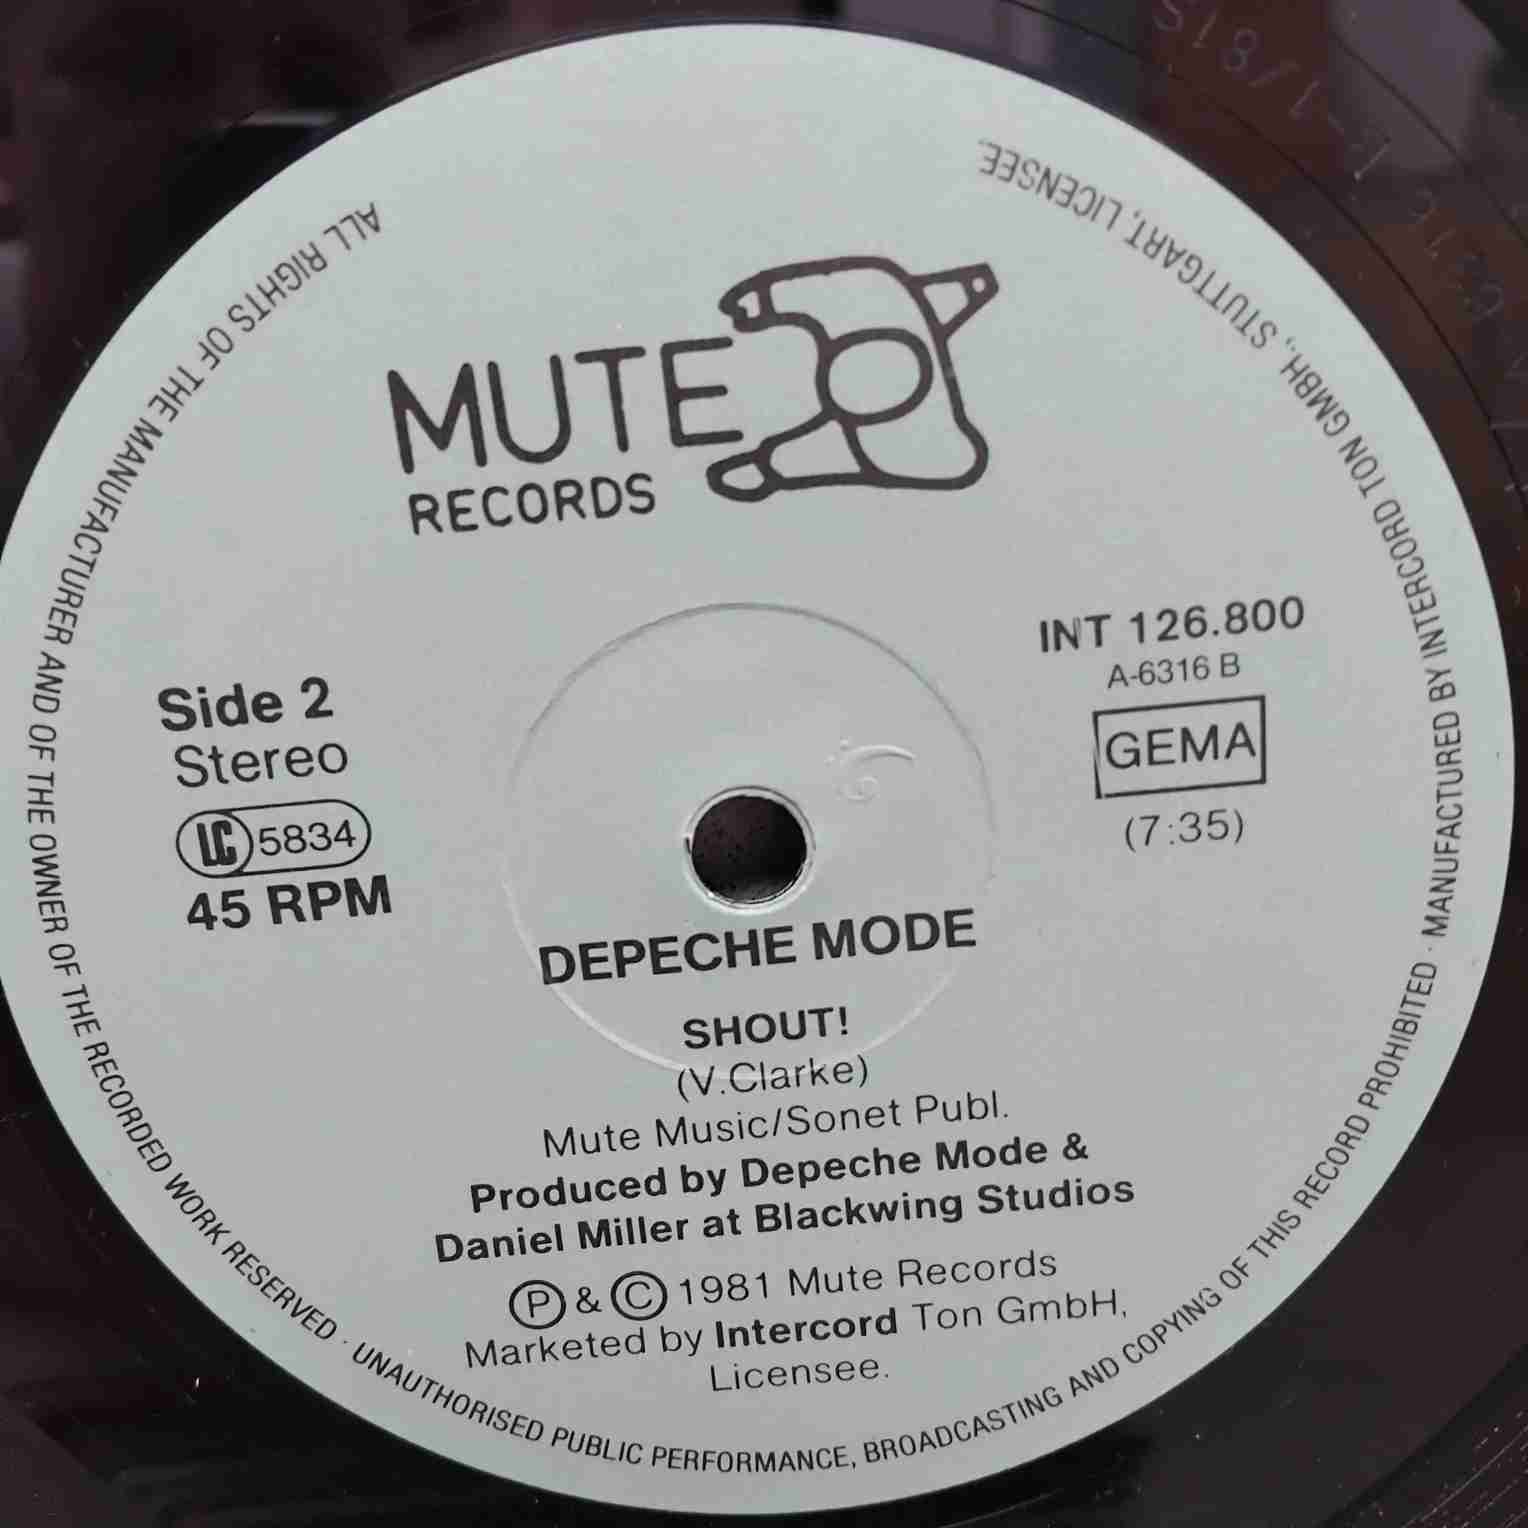 MUTE
RECORDS
INT 126.800
A-6316 B
GEMA
(7:35)
Side 2
Stereo
LC 5834
45 RPM
DEPECHE MODE
SHOUT!
(V.Clarke)
Mute Music/Sonet Publ.
Produced by Depeche Mode &
Daniel Miller at Blackwing Studios
Ⓟ & © 1981 Mute Records
Marketed by Intercord Ton GmbH,
Licensee.
ALL RIGHTS OF THE MANUFACTURER AND OF THE OWNER OF THE RECORDED WORK RESERVED · UNAUTHORISED PUBLIC PERFORMANCE, BROADCASTING AND COPYING OF THIS RECORD PROHIBITED · MANUFACTURED BY INTERCORD TON GMBH., STUTTGART, LICENSEE.